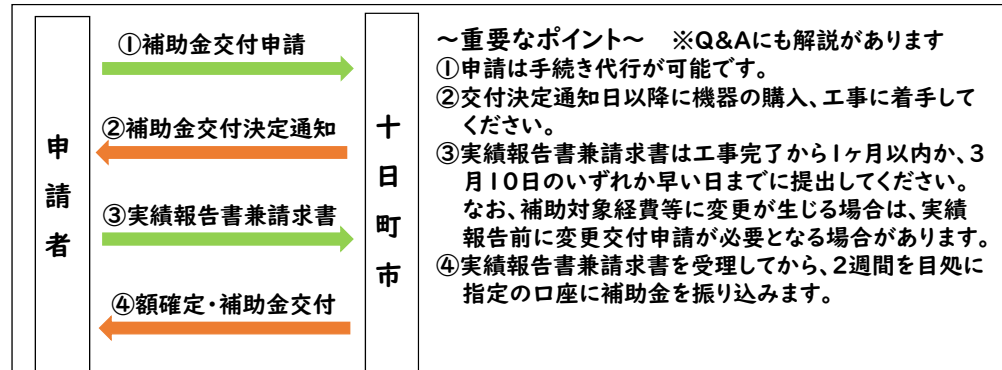 申請者
①補助金交付申請
②補助金交付決定通知
③実績報告書兼請求書
④額確定・補助金交付
十日町市
～重要なポイント～　※Q&Aにも解説があります
①申請は手続き代行が可能です。
②交付決定通知日以降に機器の購入、工事に着手して
ください。
③実績報告書兼請求書は工事完了から1ヶ月以内か、3
月10日のいずれか早い日までに提出してください。
なお、補助対象経費等に変更が生じる場合は、実績
報告前に変更交付申請が必要となる場合があります。
④実績報告書兼請求書を受理してから、2週間を目処に
指定の口座に補助金を振り込みます。